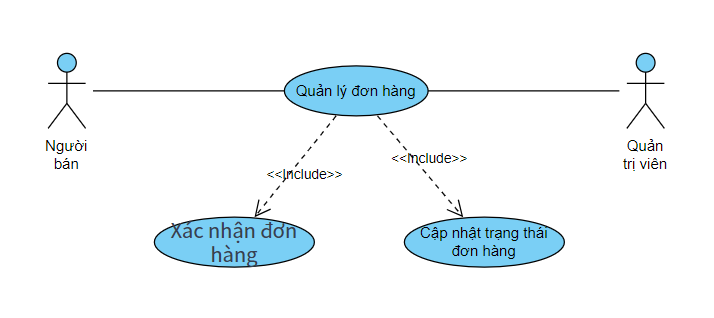 Quản lý đơn hàng
Người
bán
Quản
trị viên
<<Include>>
<<Include>>
Xác nhận đơn
hàng
Cập nhật trạng thái
đơn hàng